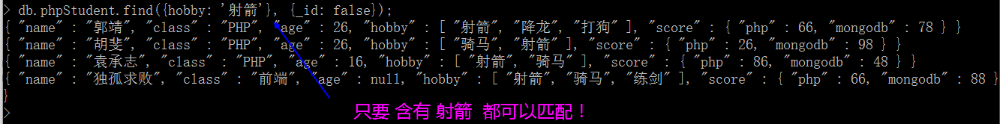 > db.phpStudent.find({hobby: '射箭'}, {_id: false});
{ "name" : "郭靖", "class" : "PHP", "age" : 26, "hobby" : [ "射箭", "降龙", "打狗" ], "score" : { "php" : 66, "mongodb" : 78 } }
{ "name" : "胡斐", "class" : "PHP", "age" : 26, "hobby" : [ "骑马", "射箭" ], "score" : { "php" : 26, "mongodb" : 98 } }
{ "name" : "袁承志", "class" : "PHP", "age" : 16, "hobby" : [ "射箭", "骑马" ], "score" : { "php" : 86, "mongodb" : 48 } }
{ "name" : "独孤求败", "class" : "前端", "age" : null, "hobby" : [ "射箭", "骑马", "练剑" ], "score" : { "php" : 66, "mongodb" : 88 }
}
>
只要 含有 射箭 都可以匹配！